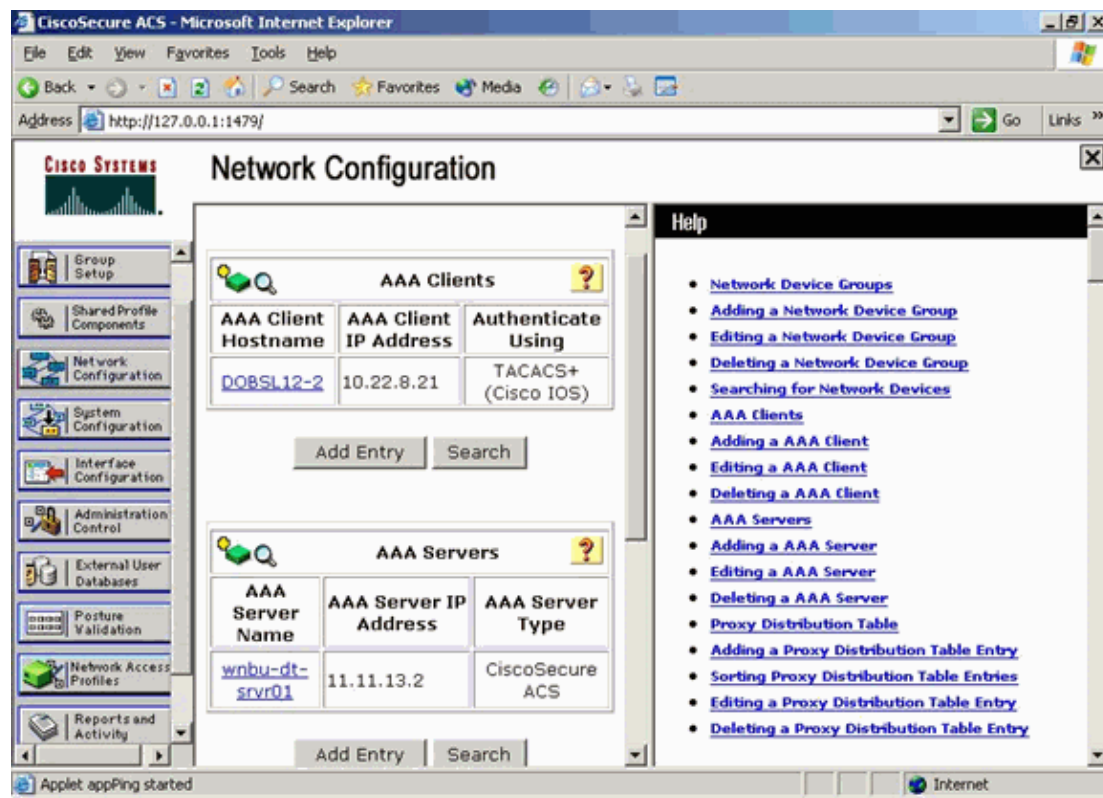 CiscoSecure ACS - Microsoft Internet Explorer
File Edit View Favorites Tools Help
Back Search Favorites Media
Address http://127.0.0.1:1479/ Go Links »
CISCO SYSTEMS
Network Configuration
Group
Setup
Shared Profile
Components
Network
Configuration
System
Configuration
Interface
Configuration
Administration
Control
External User
Databases
Posture
Validation
Network Access
Profiles
Reports and
Activity
AAA Clients ?
AAA Client
Hostname
AAA Client
IP Address
Authenticate
Using
DOBSL12-2
10.22.8.21
TACACS+
(Cisco IOS)
Add Entry Search
AAA Servers ?
AAA
Server
Name
AAA Server IP
Address
AAA Server
Type
wnbu-dt-
srvr01
11.11.13.2
CiscoSecure
ACS
Add Entry Search
Help
Network Device Groups
Adding a Network Device Group
Editing a Network Device Group
Deleting a Network Device Group
Searching for Network Devices
AAA Clients
Adding a AAA Client
Editing a AAA Client
Deleting a AAA Client
AAA Servers
Adding a AAA Server
Editing a AAA Server
Deleting a AAA Server
Proxy Distribution Table
Adding a Proxy Distribution Table Entry
Sorting Proxy Distribution Table Entries
Editing a Proxy Distribution Table Entry
Deleting a Proxy Distribution Table Entry
Applet appPing started
Internet